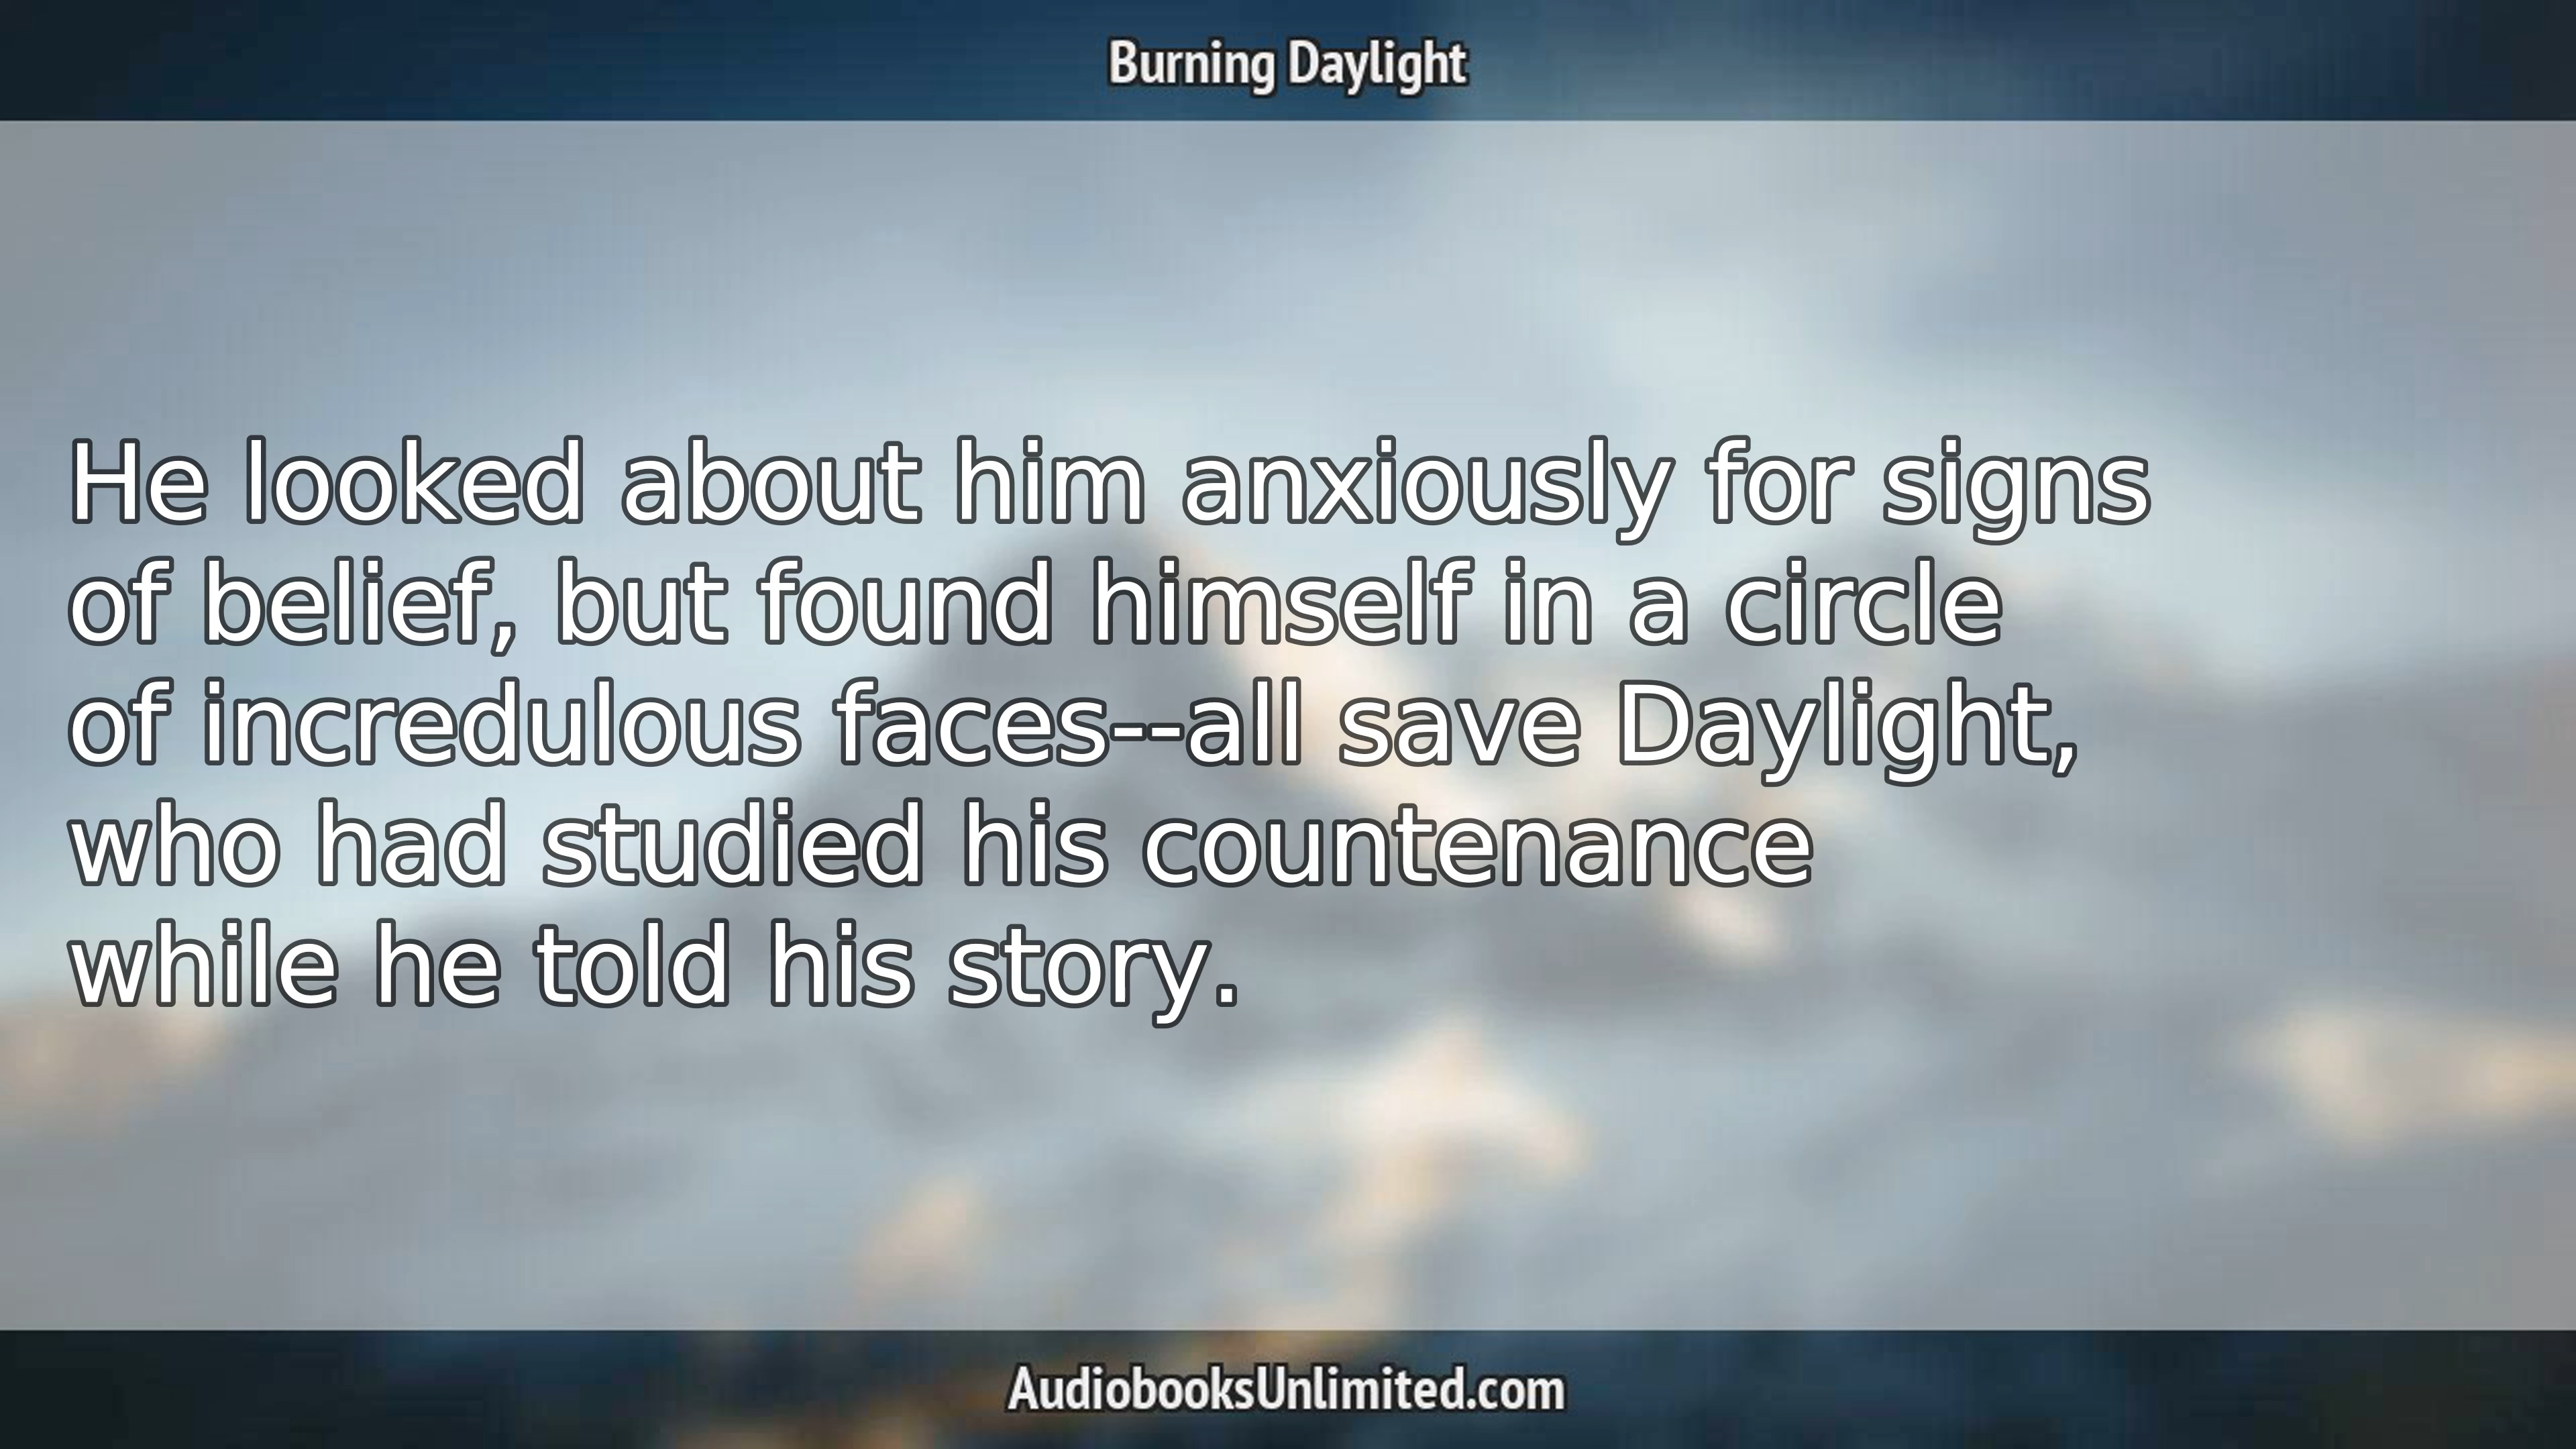 Burning Daylight
He looked about him anxiously for signs
of belief, but found himself in a circle
of incredulous faces--all save Daylight,
who had studied his countenance
while he told his story.
AudiobooksUnlimited.com